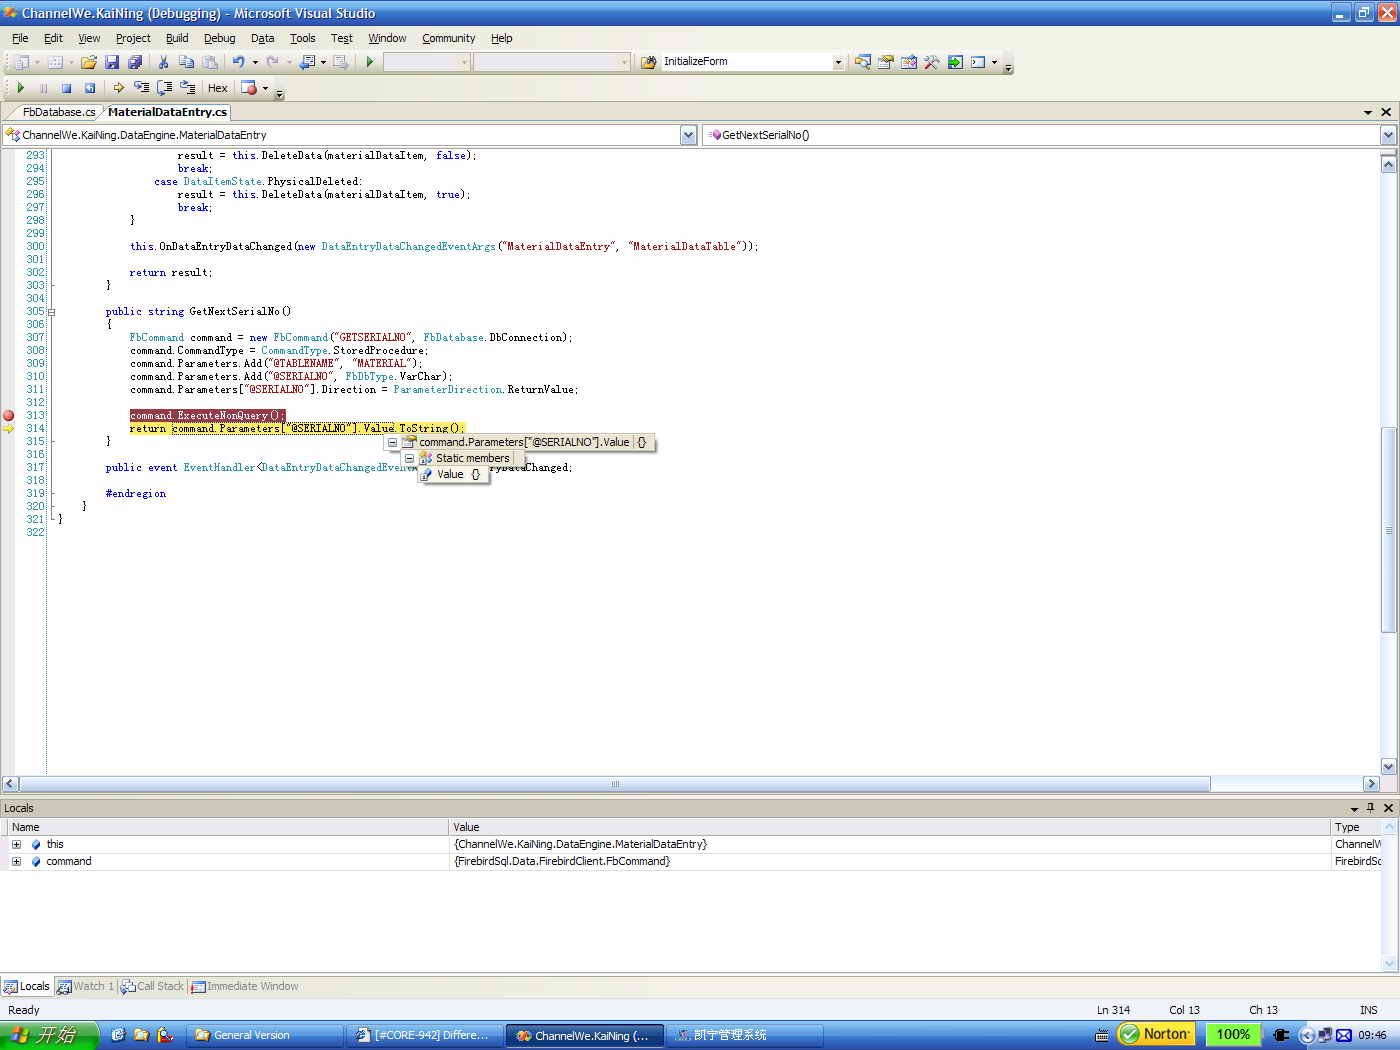 ChannelWe.KaiNing (Debugging) - Microsoft Visual Studio
File Edit View Project Build Debug Data Tools Test Window Community Help
InitializeForm
Hex
FbDatabase.cs MaterialDataEntry.cs
ChannelWe.KaiNing.DataEngine.MaterialDataEntry GetNextSerialNo()
293 result = this.DeleteData(materialDataItem, false);
294 break;
295 case DataItemState.PhysicalDeleted:
296 result = this.DeleteData(materialDataItem, true);
297 break;
298 }
299
300 this.OnDataEntryDataChanged(new DataEntryDataChangedEventArgs("MaterialDataEntry", "MaterialDataTable"));
301
302 return result;
303 }
304
305 public string GetNextSerialNo()
306 {
307 FbCommand command = new FbCommand("GETSERIALNO", FbDatabase.DbConnection);
308 command.CommandType = CommandType.StoredProcedure;
309 command.Parameters.Add("@TABLENAME", "MATERIAL");
310 command.Parameters.Add("@SERIALNO", FbDbType.VarChar);
311 command.Parameters["@SERIALNO"].Direction = ParameterDirection.ReturnValue;
312
313 command.ExecuteNonQuery();
314 return command.Parameters["@SERIALNO"].Value.ToString();
315 }
command.Parameters["@SERIALNO"].Value {}
316
Static members
317 public event EventHandler<DataEntryDataChangedEvent ryDataChanged;
Value {}
318
319 #endregion
320 }
321 }
322
Locals
Name Value Type
this {ChannelWe.KaiNing.DataEngine.MaterialDataEntry} ChannelW
command {FirebirdSql.Data.FirebirdClient.FbCommand} FirebirdSc
Locals Watch 1 Call Stack Immediate Window
Ready Ln 314 Col 13 Ch 13 INS
开始 General Version [#CORE-942] Differe... ChannelWe.KaiNing (... 凯宁管理系统 Norton 100% 09:46